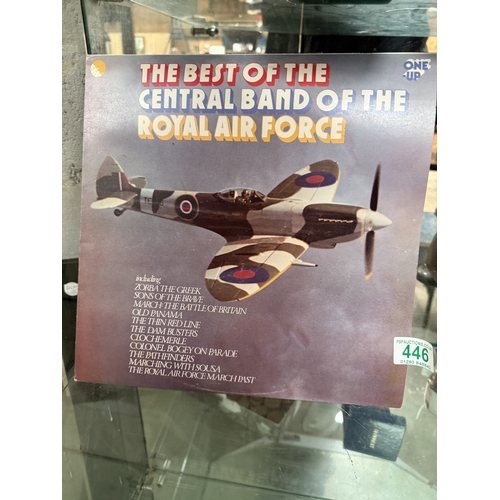 THE BEST OF THE
CENTRAL BAND OF THE
ROYAL AIR FORCE
ONE
UP
including
ZORBA THE GREEK
SONS OF THE BRAVE
MARCH: THE BATTLE OF BRITAIN
OLD PANAMA
THE THIN RED LINE
THE DAM BUSTERS
CLOCHEMERLE
COLONEL BOGEY ON PARADE
THE PATHFINDERS
MARCHING WITH SOUSA
THE ROYAL AIR FORCE MARCH PAST
446